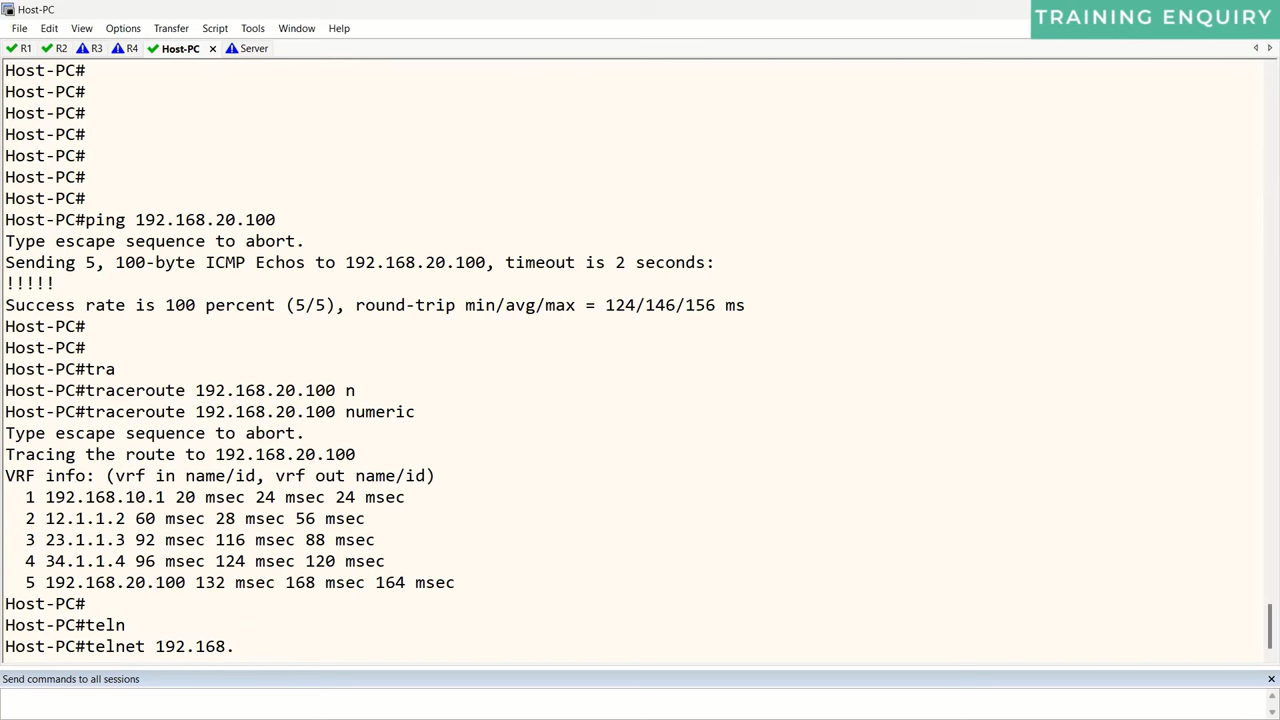 Host-PC
TRAINING ENQUIRY
File Edit View Options Transfer Script Tools Window Help
R1 R2 R3 R4 Host-PC × Server
Host-PC#
Host-PC#
Host-PC#
Host-PC#
Host-PC#
Host-PC#
Host-PC#
Host-PC#ping 192.168.20.100
Type escape sequence to abort.
Sending 5, 100-byte ICMP Echos to 192.168.20.100, timeout is 2 seconds:
!!!!!
Success rate is 100 percent (5/5), round-trip min/avg/max = 124/146/156 ms
Host-PC#
Host-PC#
Host-PC#tra
Host-PC#traceroute 192.168.20.100 n
Host-PC#traceroute 192.168.20.100 numeric
Type escape sequence to abort.
Tracing the route to 192.168.20.100
VRF info: (vrf in name/id, vrf out name/id)
  1 192.168.10.1 20 msec 24 msec 24 msec
  2 12.1.1.2 60 msec 28 msec 56 msec
  3 23.1.1.3 92 msec 116 msec 88 msec
  4 34.1.1.4 96 msec 124 msec 120 msec
  5 192.168.20.100 132 msec 168 msec 164 msec
Host-PC#
Host-PC#teln
Host-PC#telnet 192.168.
Send commands to all sessions